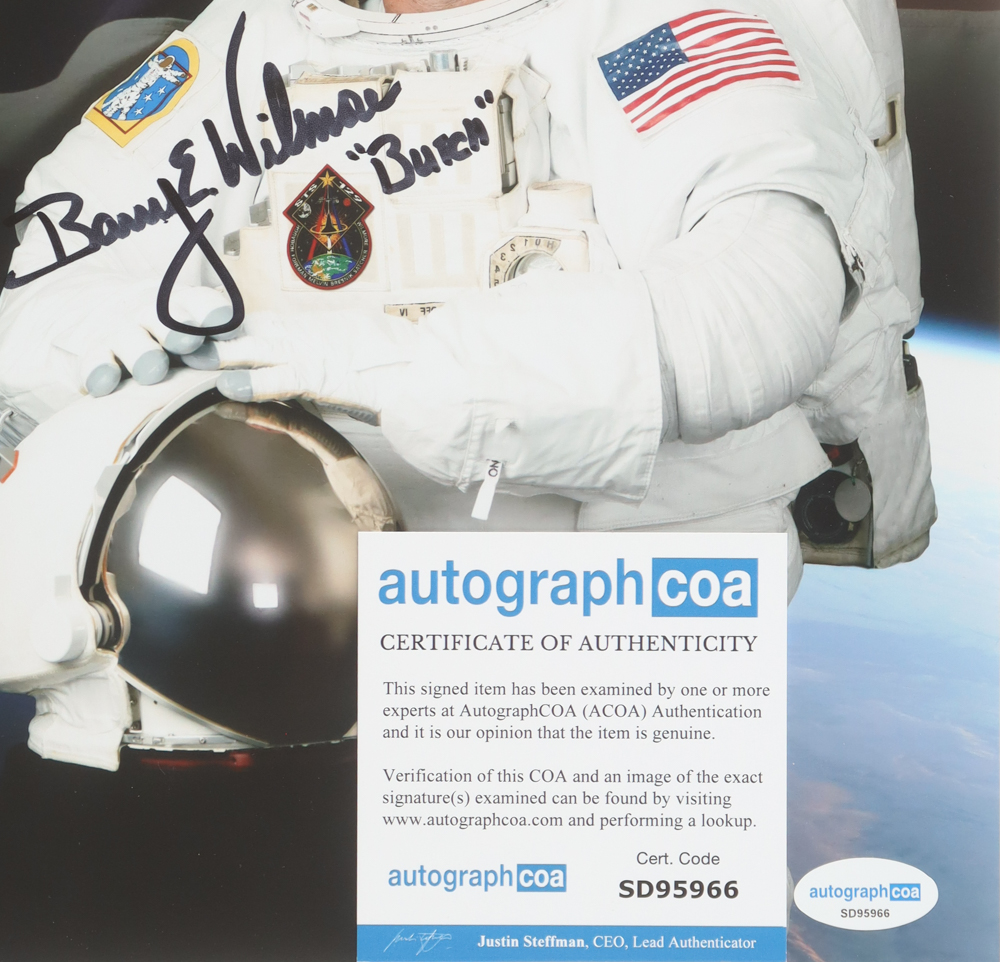 Barry E. Wilmore
"Butch"
STS 129
autographcoa
CERTIFICATE OF AUTHENTICITY
This signed item has been examined by one or more
experts at AutographCOA (ACOA) Authentication
and it is our opinion that the item is genuine.
Verification of this COA and an image of the exact
signature(s) examined can be found by visiting
www.autographcoa.com and performing a lookup.
autographcoa
Cert. Code
SD95966
Justin Steffman, CEO, Lead Authenticator
autographcoa
SD95966